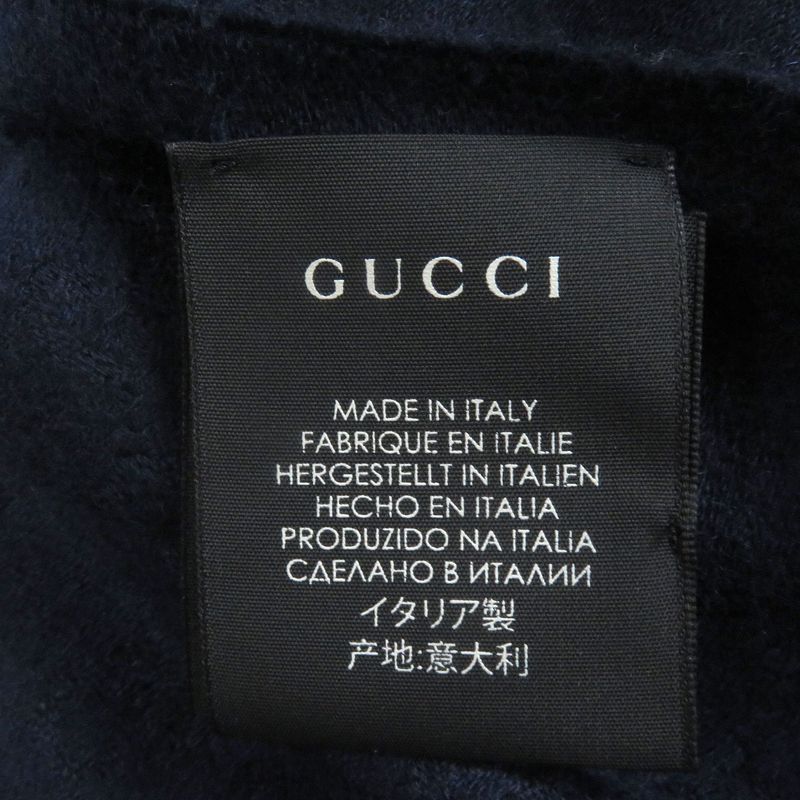 GUCCI
MADE IN ITALY
FABRIQUE EN ITALIE
HERGESTELLT IN ITALIEN
HECHO EN ITALIA
PRODUZIDO NA ITALIA
СДЕЛАНО В ИТАЛИИ
イタリア製
产地:意大利